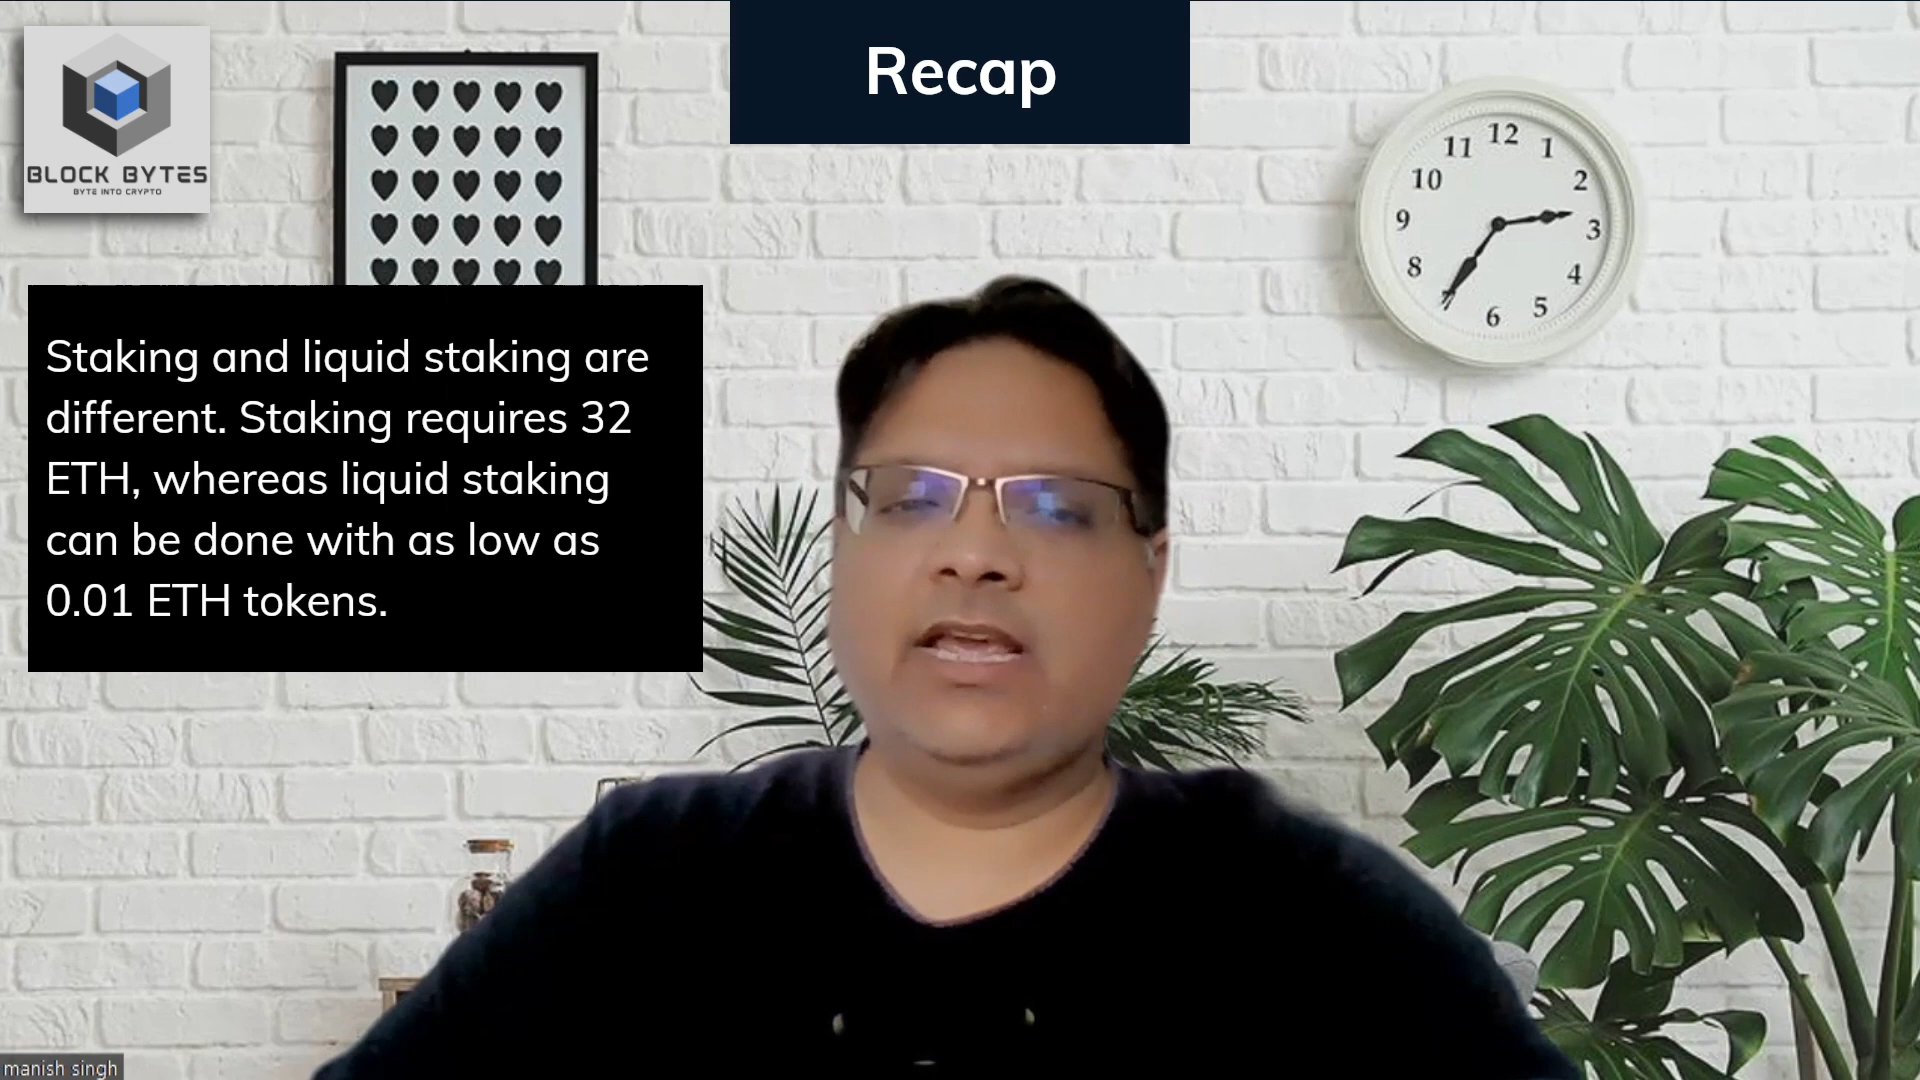 Recap
BLOCK BYTES
BYTE INTO CRYPTO
Staking and liquid staking are
different. Staking requires 32
ETH, whereas liquid staking
can be done with as low as
0.01 ETH tokens.
12
11
1
10
2
9
3
8
4
6
5
manish singh